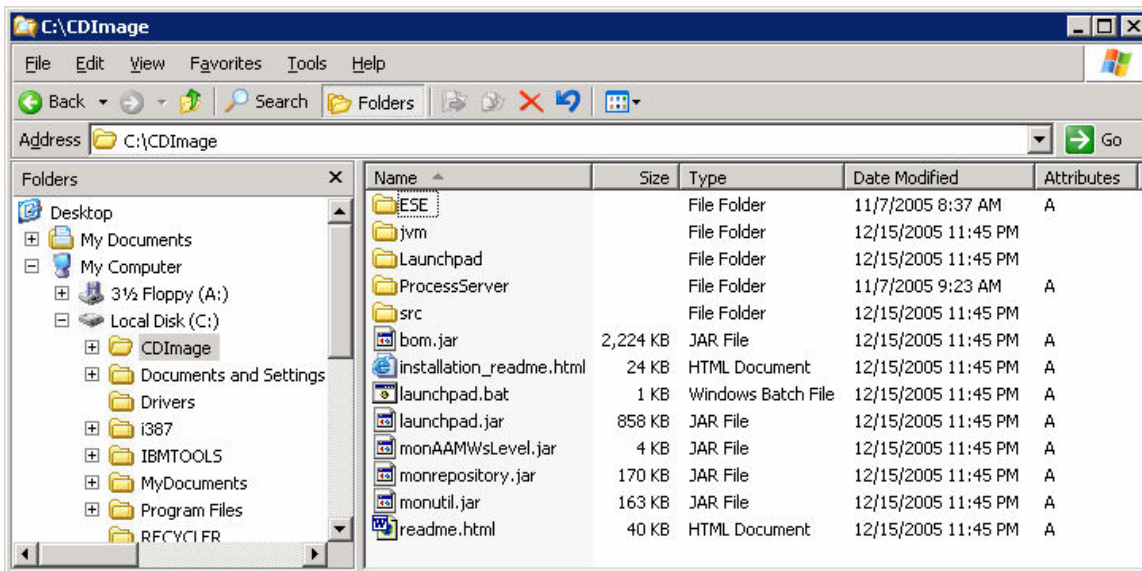 C:\CDImage
File Edit View Favorites Tools Help
Back Search Folders
Address C:\CDImage Go
Folders
Desktop
My Documents
My Computer
3½ Floppy (A:)
Local Disk (C:)
CDImage
Documents and Settings
Drivers
i387
IBMTOOLS
MyDocuments
Program Files
RECYCLER
Name Size Type Date Modified Attributes
ESE File Folder 11/7/2005 8:37 AM A
jvm File Folder 12/15/2005 11:45 PM
Launchpad File Folder 12/15/2005 11:45 PM
ProcessServer File Folder 11/7/2005 9:23 AM A
src File Folder 12/15/2005 11:45 PM
bom.jar 2,224 KB JAR File 12/15/2005 11:45 PM A
installation_readme.html 24 KB HTML Document 12/15/2005 11:45 PM A
launchpad.bat 1 KB Windows Batch File 12/15/2005 11:45 PM A
launchpad.jar 858 KB JAR File 12/15/2005 11:45 PM A
monAAMWsLevel.jar 4 KB JAR File 12/15/2005 11:45 PM A
monrepository.jar 170 KB JAR File 12/15/2005 11:45 PM A
monutil.jar 163 KB JAR File 12/15/2005 11:45 PM A
readme.html 40 KB HTML Document 12/15/2005 11:45 PM A